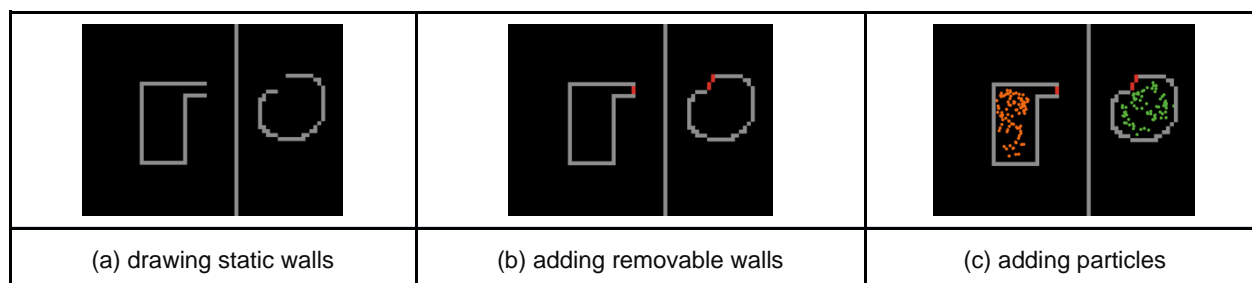 (a) drawing static walls
(b) adding removable walls
(c) adding particles